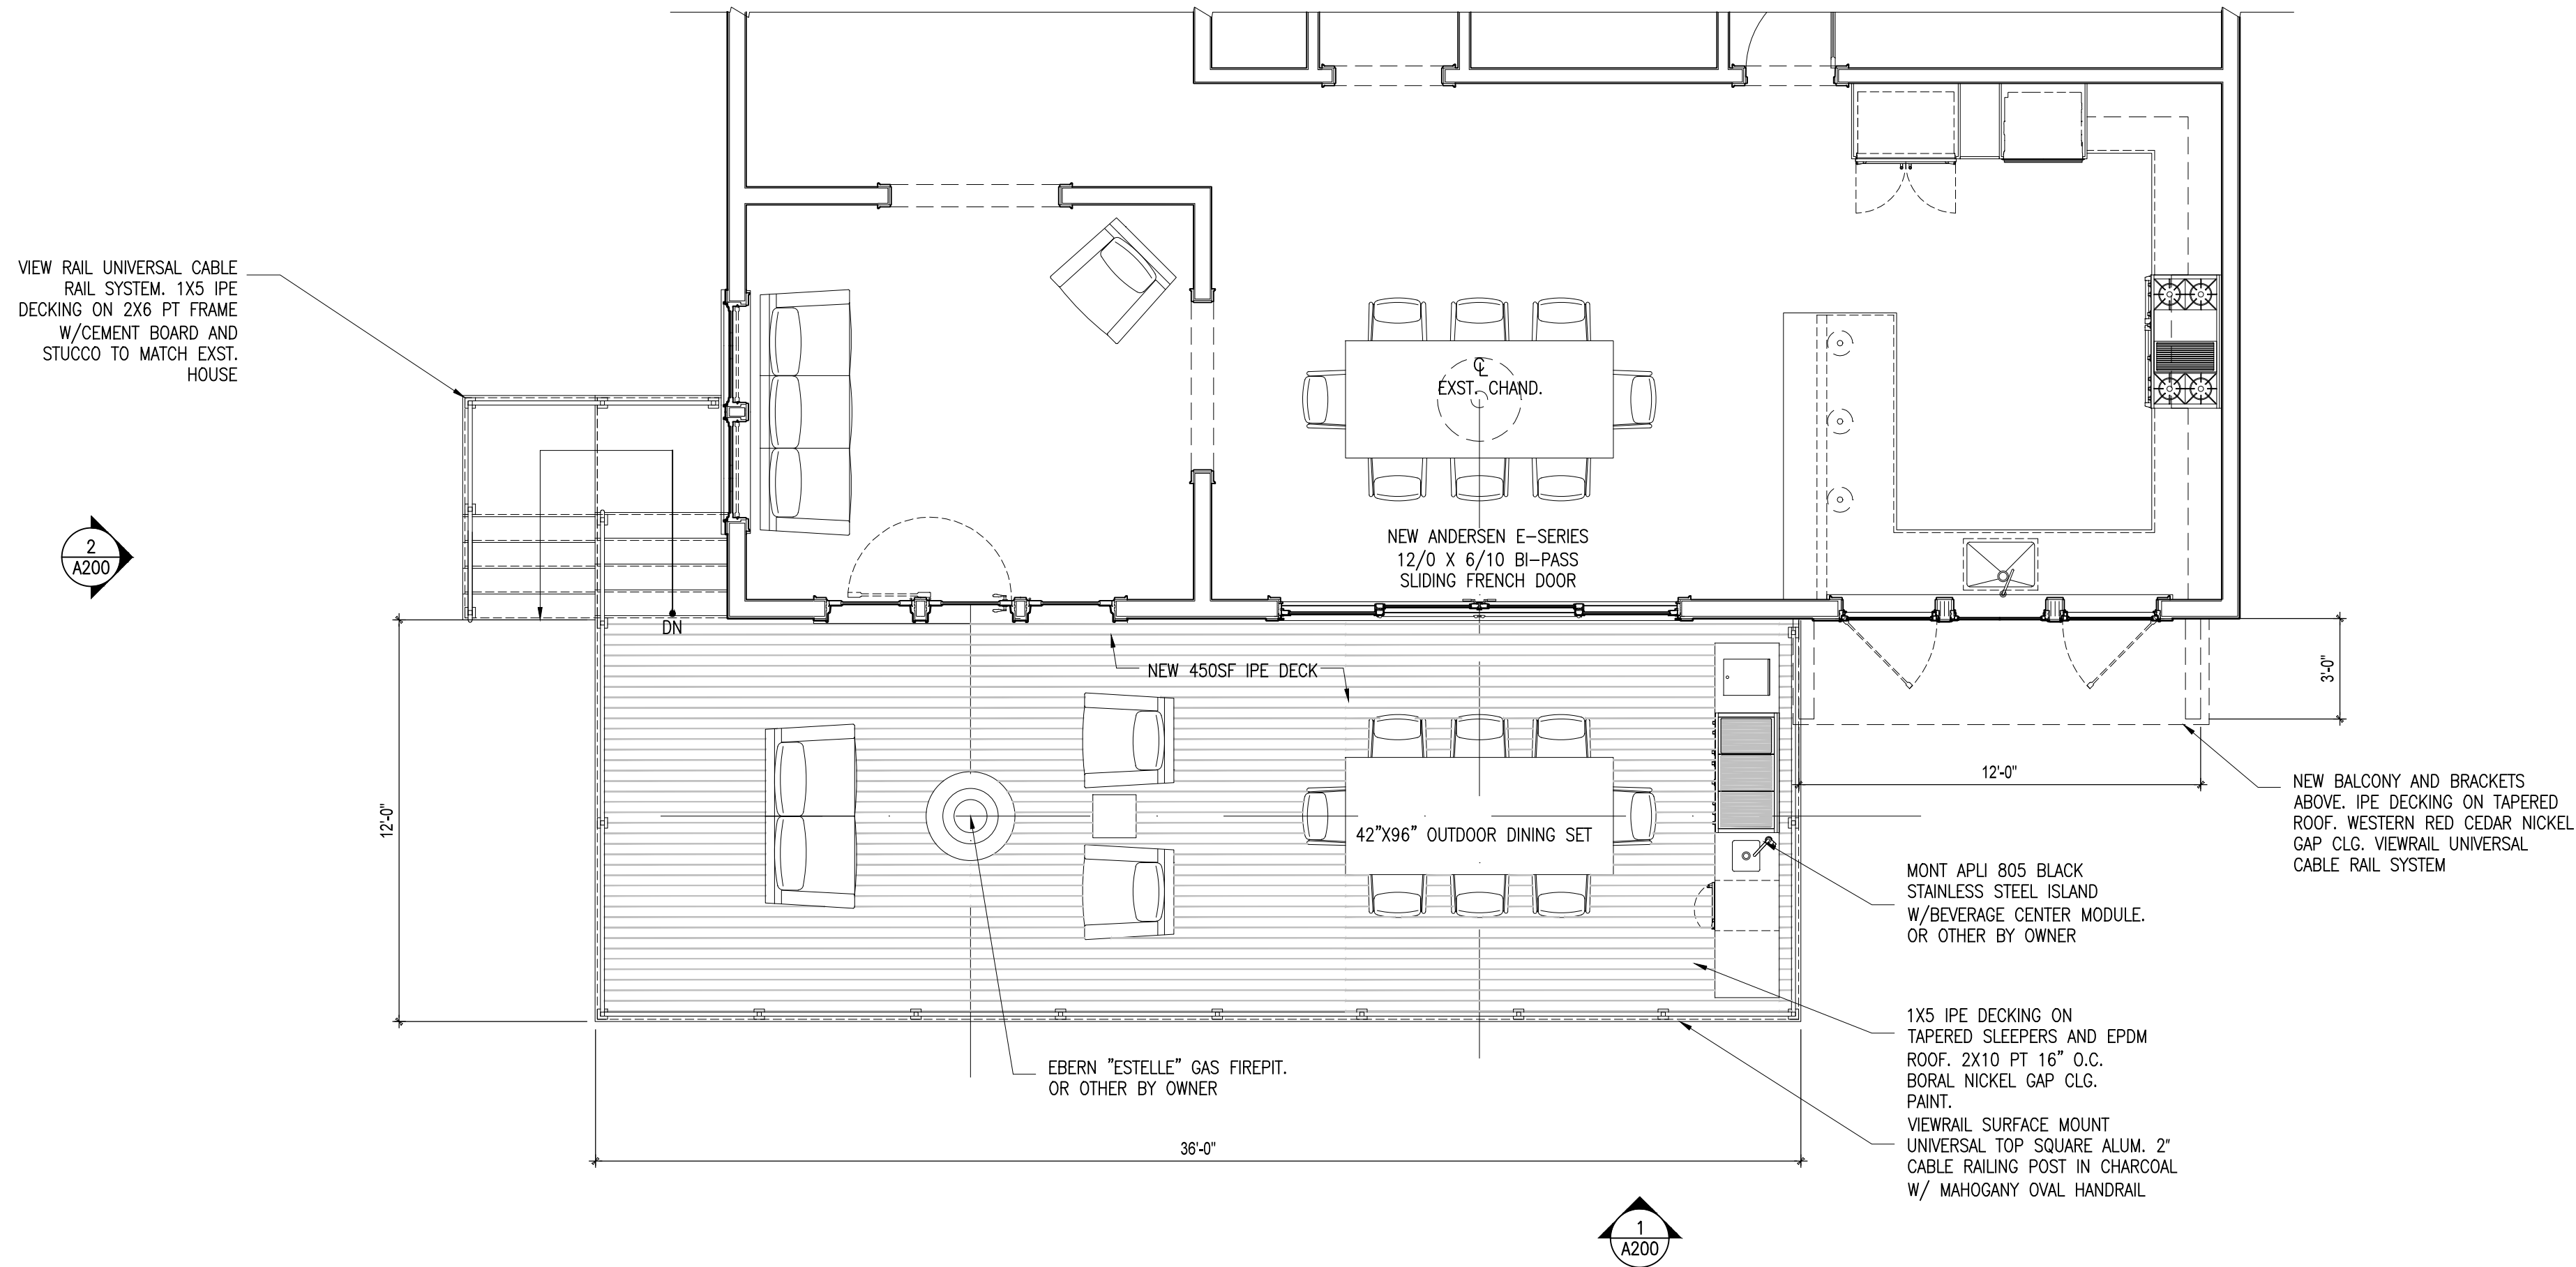 VIEW RAIL UNIVERSAL CABLE
RAIL SYSTEM. 1X5 IPE
DECKING ON 2X6 PT FRAME
W/CEMENT BOARD AND
STUCCO TO MATCH EXST.
HOUSE
℄
EXST. CHAND.
NEW ANDERSEN E-SERIES
12/0 X 6/10 BI-PASS
SLIDING FRENCH DOOR
2
A200
DN
NEW 450SF IPE DECK
3'-0"
12'-0"
12'-0"
42"X96" OUTDOOR DINING SET
NEW BALCONY AND BRACKETS
ABOVE. IPE DECKING ON TAPERED
ROOF. WESTERN RED CEDAR NICKEL
GAP CLG. VIEWRAIL UNIVERSAL
CABLE RAIL SYSTEM
MONT APLI 805 BLACK
STAINLESS STEEL ISLAND
W/BEVERAGE CENTER MODULE.
OR OTHER BY OWNER
EBERN "ESTELLE" GAS FIREPIT.
OR OTHER BY OWNER
1X5 IPE DECKING ON
TAPERED SLEEPERS AND EPDM
ROOF. 2X10 PT 16" O.C.
BORAL NICKEL GAP CLG.
PAINT.
VIEWRAIL SURFACE MOUNT
UNIVERSAL TOP SQUARE ALUM. 2"
CABLE RAILING POST IN CHARCOAL
W/ MAHOGANY OVAL HANDRAIL
36'-0"
1
A200